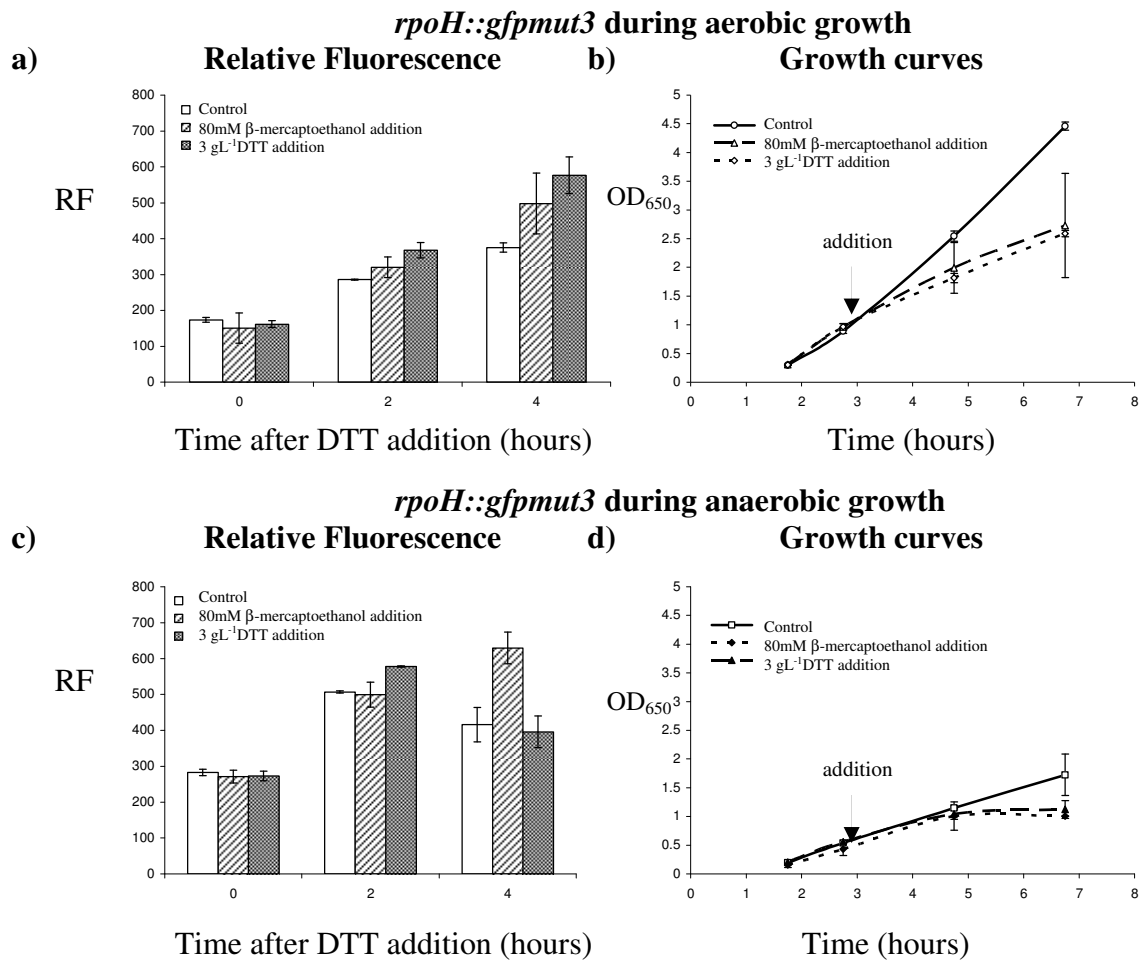 rpoH::gfpmut3 during aerobic growth
a) Relative Fluorescence
b) Growth curves
800
700
600
500
400
300
200
100
0
RF
Control
80mM β-mercaptoethanol addition
3 gL⁻¹DTT addition
0 2 4
Time after DTT addition (hours)
5
4.5
4
3.5
3
2.5
2
1.5
1
0.5
0
OD₆₅₀
Control
80mM β-mercaptoethanol addition
3 gL⁻¹DTT addition
addition
0 1 2 3 4 5 6 7 8
Time (hours)
rpoH::gfpmut3 during anaerobic growth
c) Relative Fluorescence
d) Growth curves
800
700
600
500
400
300
200
100
0
RF
Control
80mM β-mercaptoethanol addition
3 gL⁻¹DTT addition
0 2 4
Time after DTT addition (hours)
5
4.5
4
3.5
3
2.5
2
1.5
1
0.5
0
OD₆₅₀
Control
80mM β-mercaptoethanol addition
3 gL⁻¹DTT addition
addition
0 1 2 3 4 5 6 7 8
Time (hours)